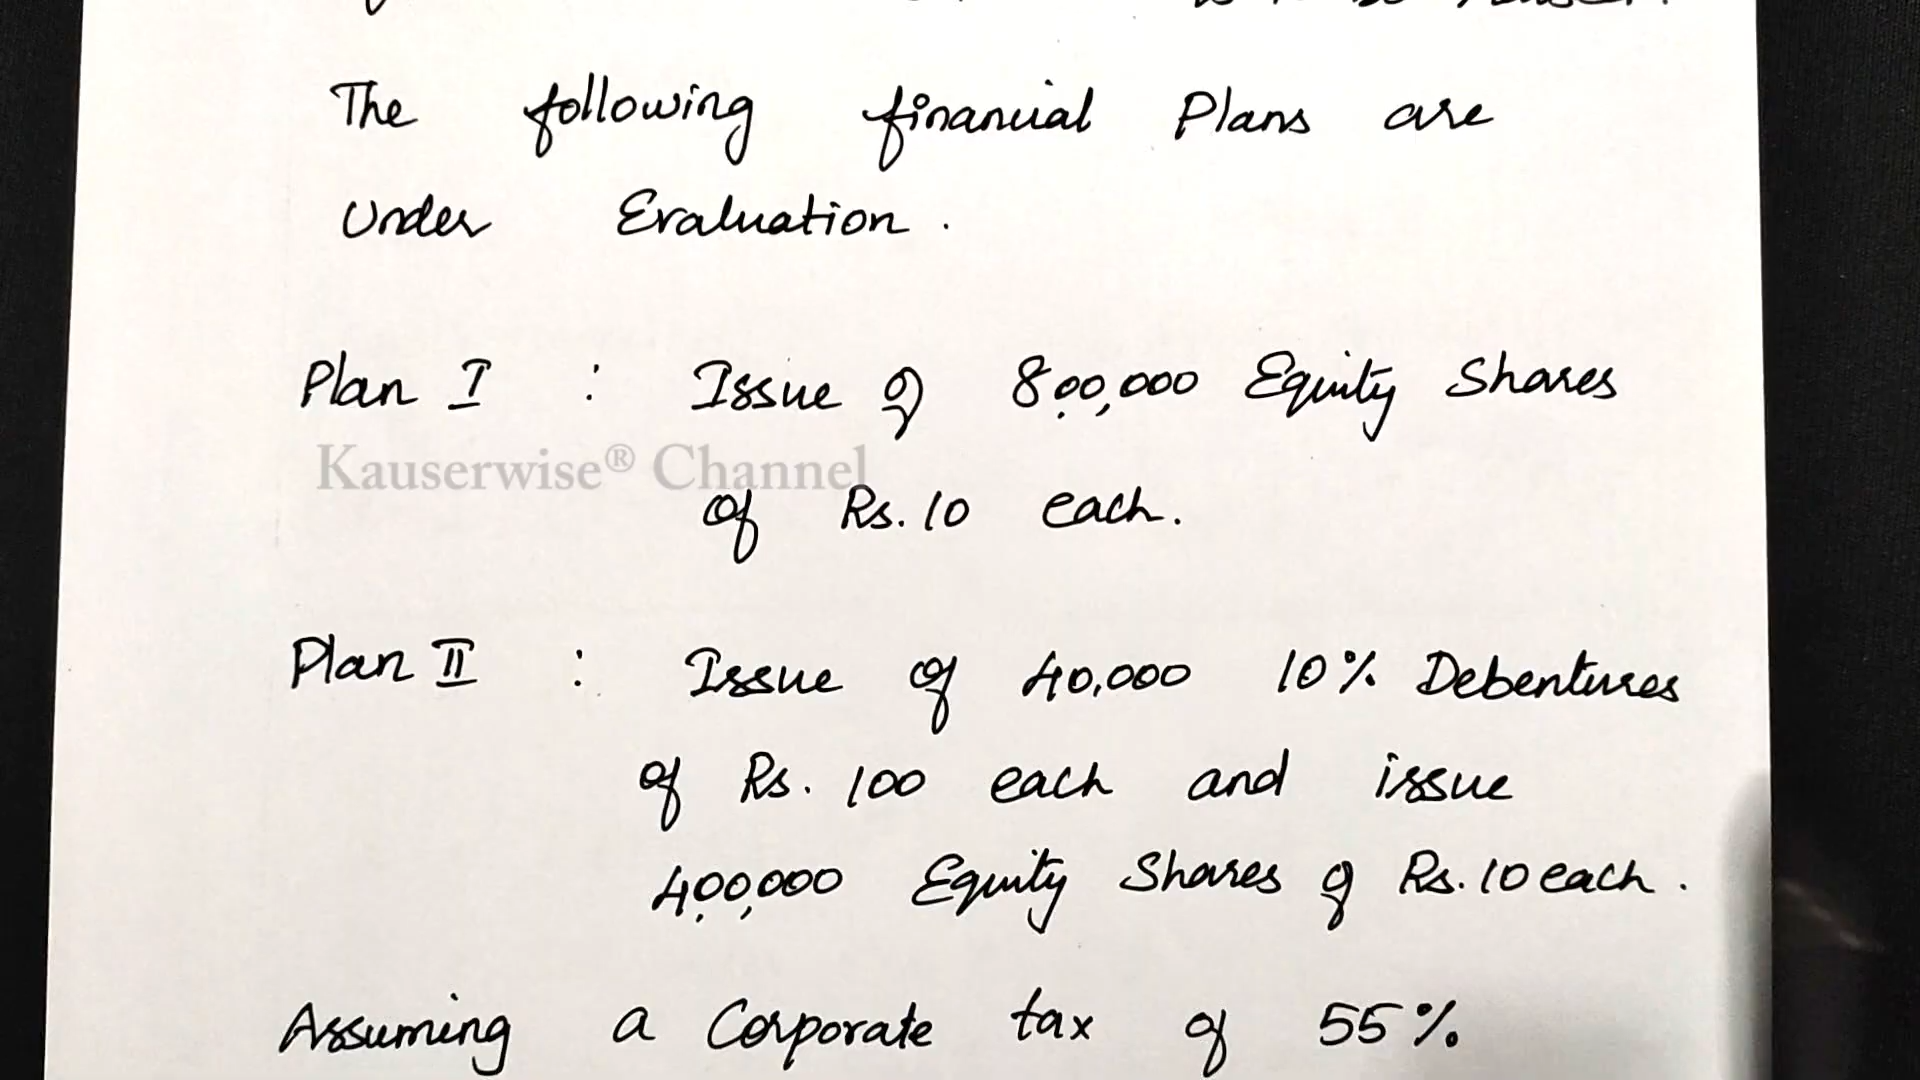 The following financial Plans are
Under Evaluation.
Plan I : Issue of 8,00,000 Equity Shares
Kauserwise® Channel
of Rs. 10 each.
Plan II : Issue of 40,000 10% Debentures
of Rs. 100 each and issue
4,00,000 Equity Shares of Rs. 10 each.
Assuming a Corporate tax of 55%